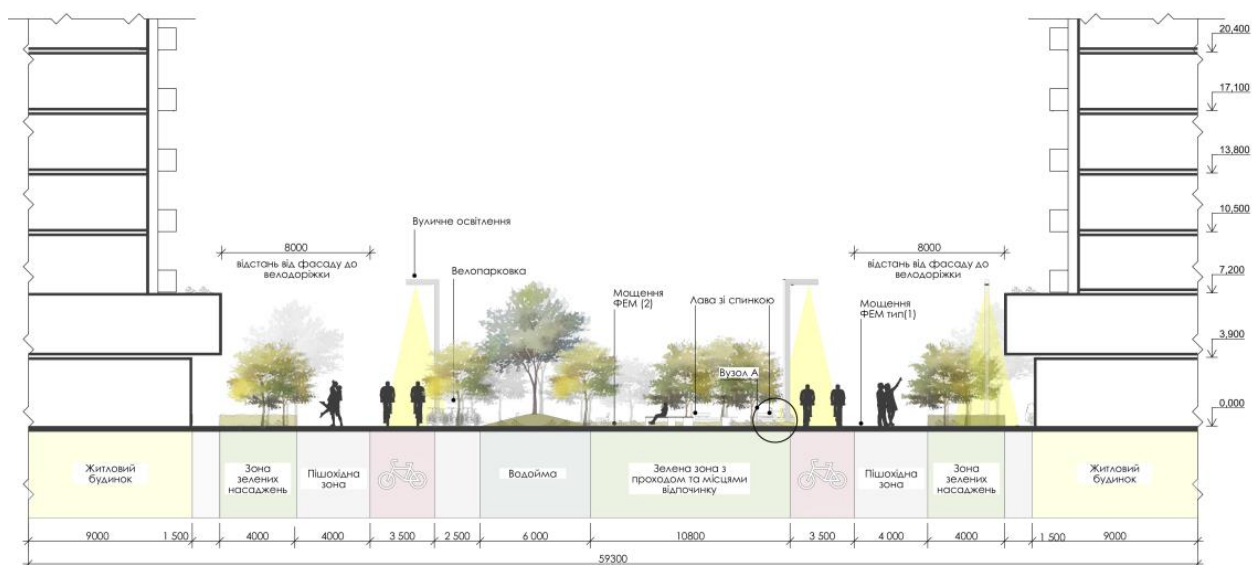 20,400
17,100
13,800
10,500
7,200
3,900
0,000
Вуличне освітлення
8000
відстань від фасаду до
велодоріжки
Велопарковка
Мощення
ФЕМ (2)
Лава зі спинкою
Вузол А
8000
відстань від фасаду до
велодоріжки
Мощення
ФЕМ тип(1)
Житловий
будинок
Зона
зелених
насаджень
Пішохідна
зона
Водойма
Зелена зона з
проходом та місцями
відпочинку
Пішохідна
зона
Зона
зелених
насаджень
Житловий
будинок
9000 1 500 4000 4000 3 500 2 500 6 000 10800 3 500 4 000 4000 1 500 9000
59300